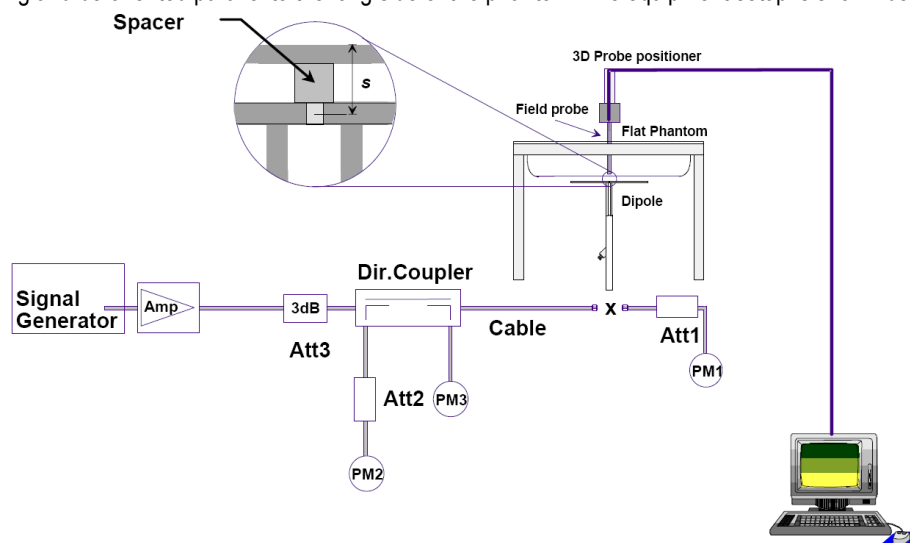 Spacer
s
3D Probe positioner
Field probe
Flat Phantom
Dipole
Signal
Generator
Amp
3dB
Att3
Dir.Coupler
Cable
X
Att1
PM1
Att2
PM3
PM2